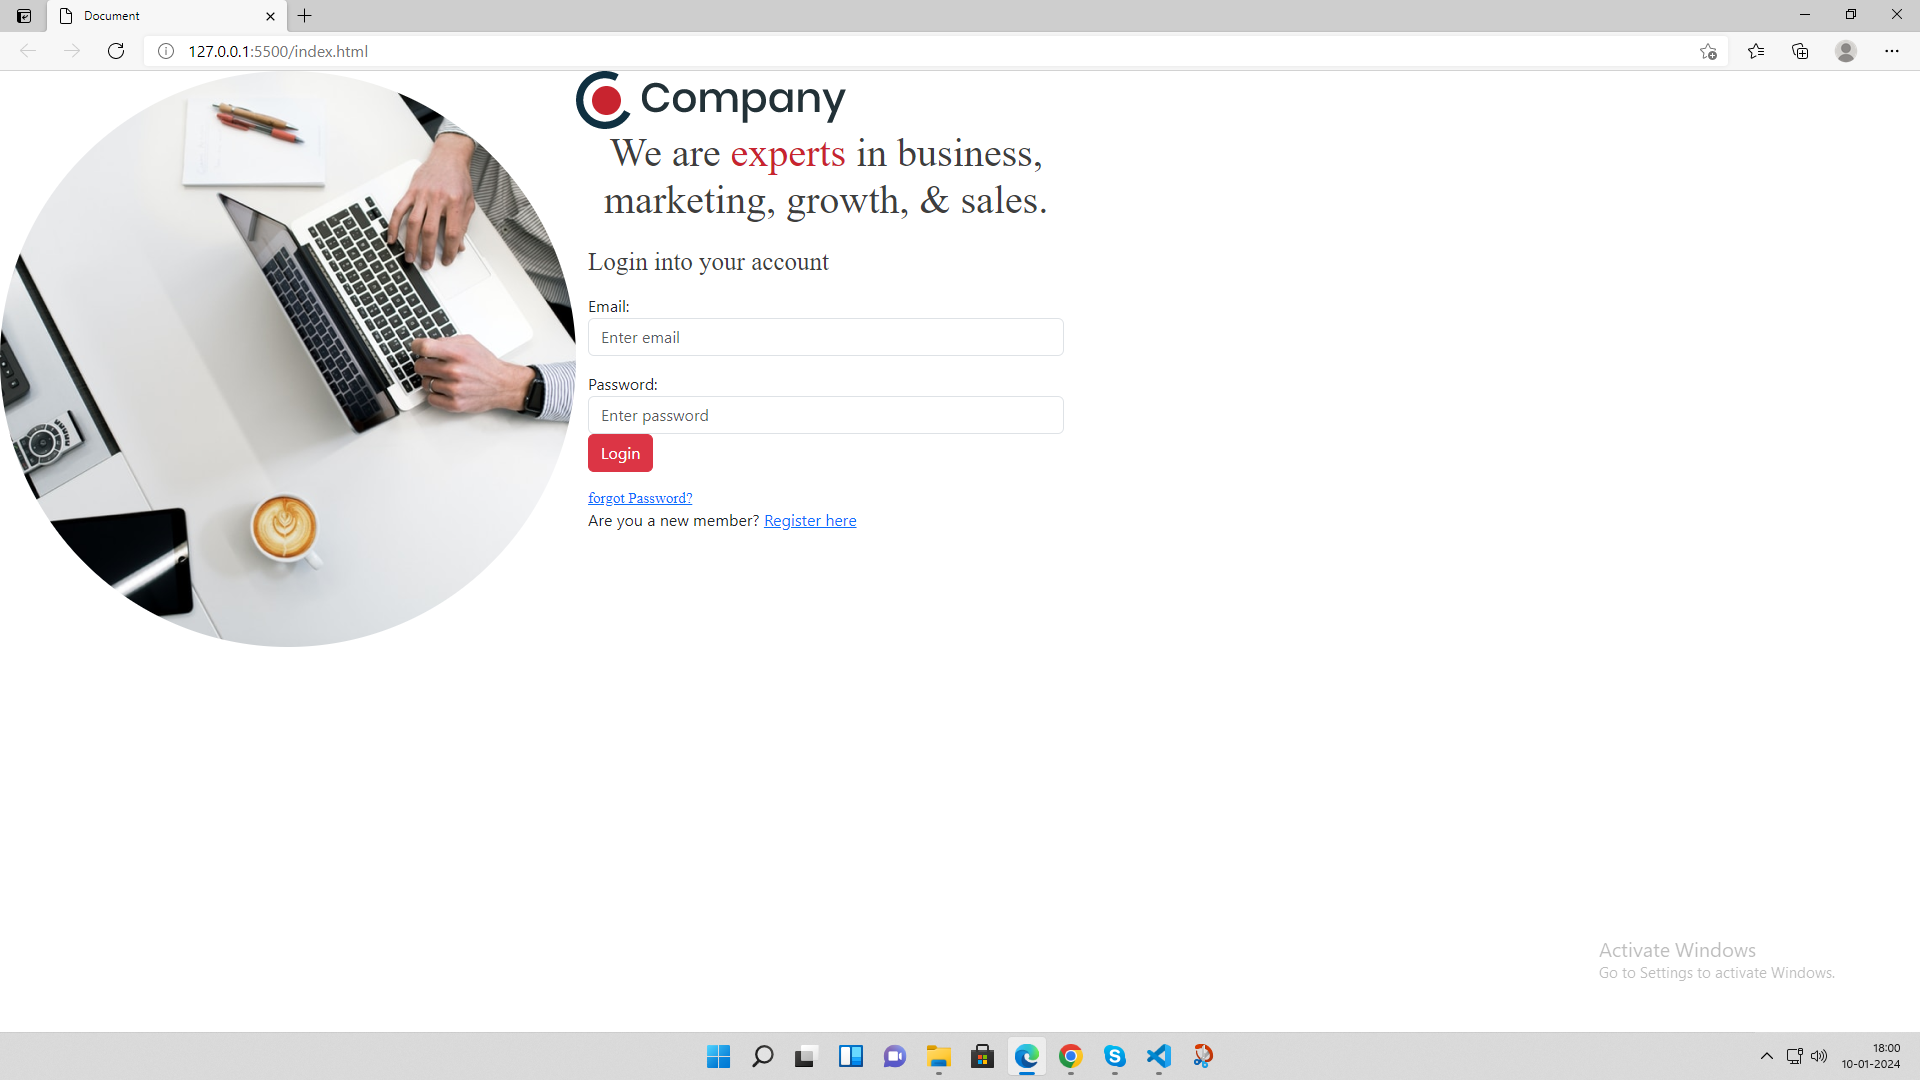 Document
127.0.0.1:5500/index.html
Company
We are experts in business,
marketing, growth, & sales.
Login into your account
Email:
Enter email
Password:
Enter password
Login
forgot Password?
Are you a new member? Register here
Activate Windows
Go to Settings to activate Windows.
18:00
10-01-2024